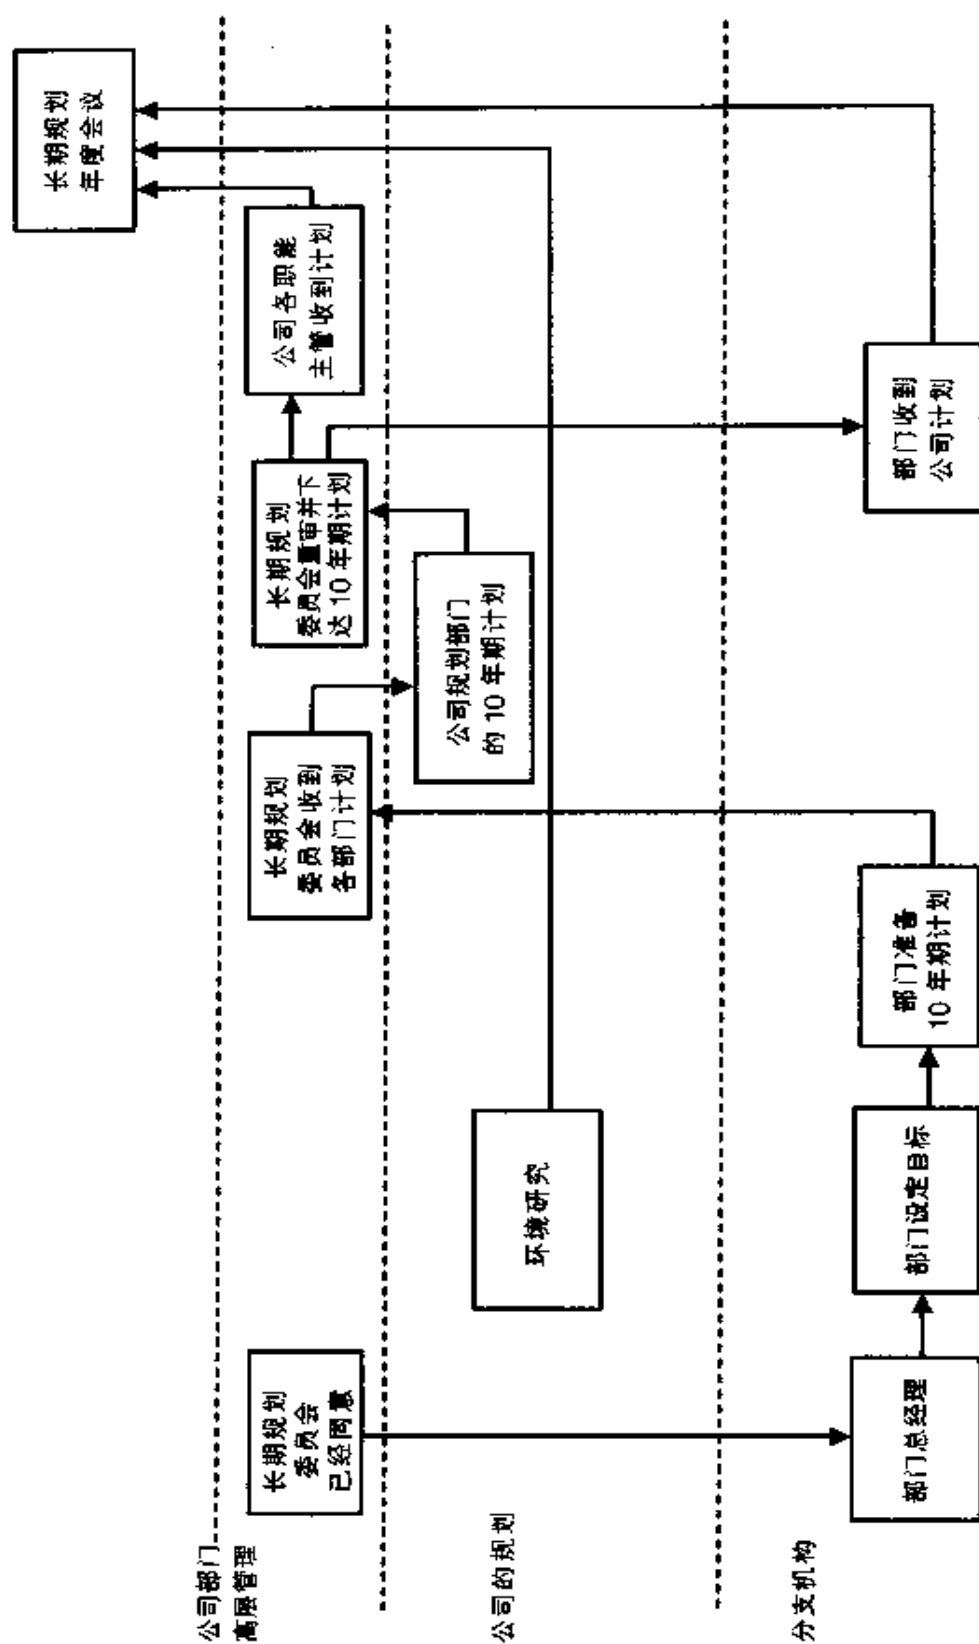 长期规划
年度会议
公司部门
高层管理
长期规划
委员会
已经同意
长期规划
委员会收到
各部门计划
长期规划
委员会重审并下
达10年期计划
公司各职能
主管收到计划
公司的规划
环境研究
公司规划部门
的10年期计划
分支机构
部门总经理
部门设定目标
部门准备
10年期计划
部门收到
公司计划